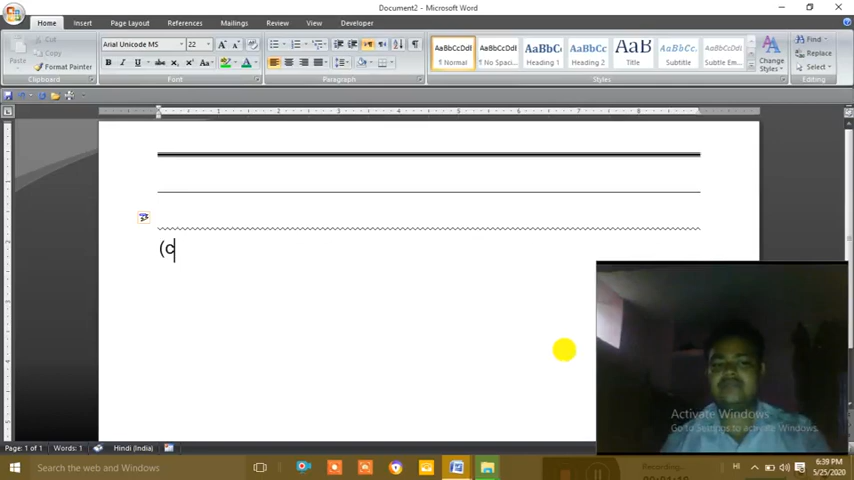 Document2 - Microsoft Word
Home Insert Page Layout References Mailings Review View Developer
Cut
Copy
Paste
Format Painter
Clipboard
Arial Unicode MS 22
B I U
Font
Paragraph
AaBbCcDdI AaBbCcDdI AaBbC AaBbCc AaB AaBbCc. AaBbCcDdI
¶ Normal ¶ No Spaci... Heading 1 Heading 2 Title Subtitle Subtle Em...
Change
Styles
Styles
Find
Replace
Select
Editing
(c
Activate Windows
Go to Settings to activate Windows.
Page: 1 of 1 Words: 1 Hindi (India)
Search the web and Windows
Recording...
HI
6:39 PM
5/25/2020